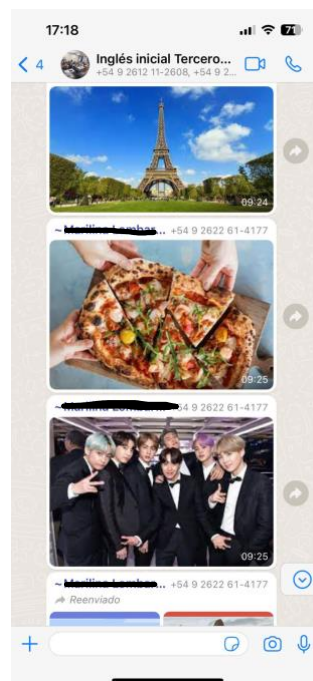 17:18
71
4
Inglés inicial Tercero...
+54 9 2612 11-2608, +54 9 2...
09:24
~ ... +54 9 2622 61-4177
09:25
~ 54 9 2622 61-4177
09:25
~ ... +54 9 2622 61-4177
Reenviado